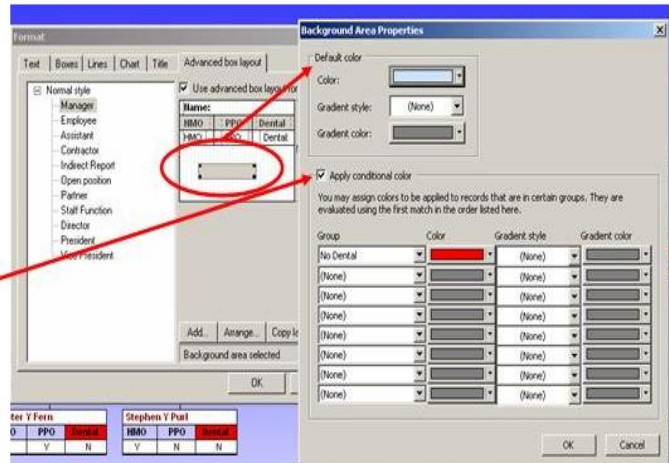 Format
Text Boxes Lines Chart Title Advanced box layout
Normal style
Manager
Employee
Assistant
Contractor
Indirect Report
Open position
Partner
Staff Function
Director
President
Vice President
Use advanced box layout for
Name:
HMO PPO Dental
HMO Dental
Add... Arrange...
Background area selected
OK
Background Area Properties
Default color
Color:
Gradient style: (None)
Gradient color:
Apply conditional color
You may assign colors to be applied to records that are in certain groups. They are
evaluated using the first match in the order listed here.
Group Color Gradient style Gradient color
No Dental (None)
(None) (None)
(None) (None)
(None) (None)
(None) (None)
(None) (None)
(None) (None)
(None) (None)
OK Cancel
ter Y Fern
O PPO Dental
Y N
Stephen Y Purl
HMO PPO Dental
Y N N